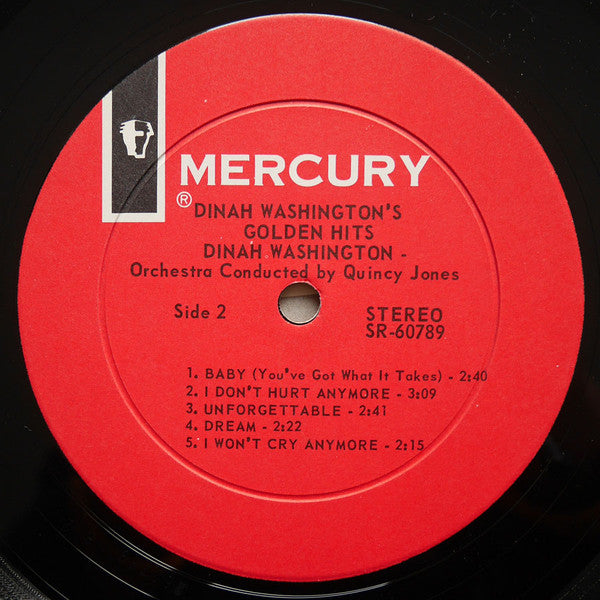 MERCURY
®
DINAH WASHINGTON'S
GOLDEN HITS
DINAH WASHINGTON -
Orchestra Conducted by Quincy Jones
Side 2
STEREO
SR-60789
1. BABY (You've Got What It Takes) - 2:40
2. I DON'T HURT ANYMORE - 3:09
3. UNFORGETTABLE - 2:41
4. DREAM - 2:22
5. I WON'T CRY ANYMORE - 2:15